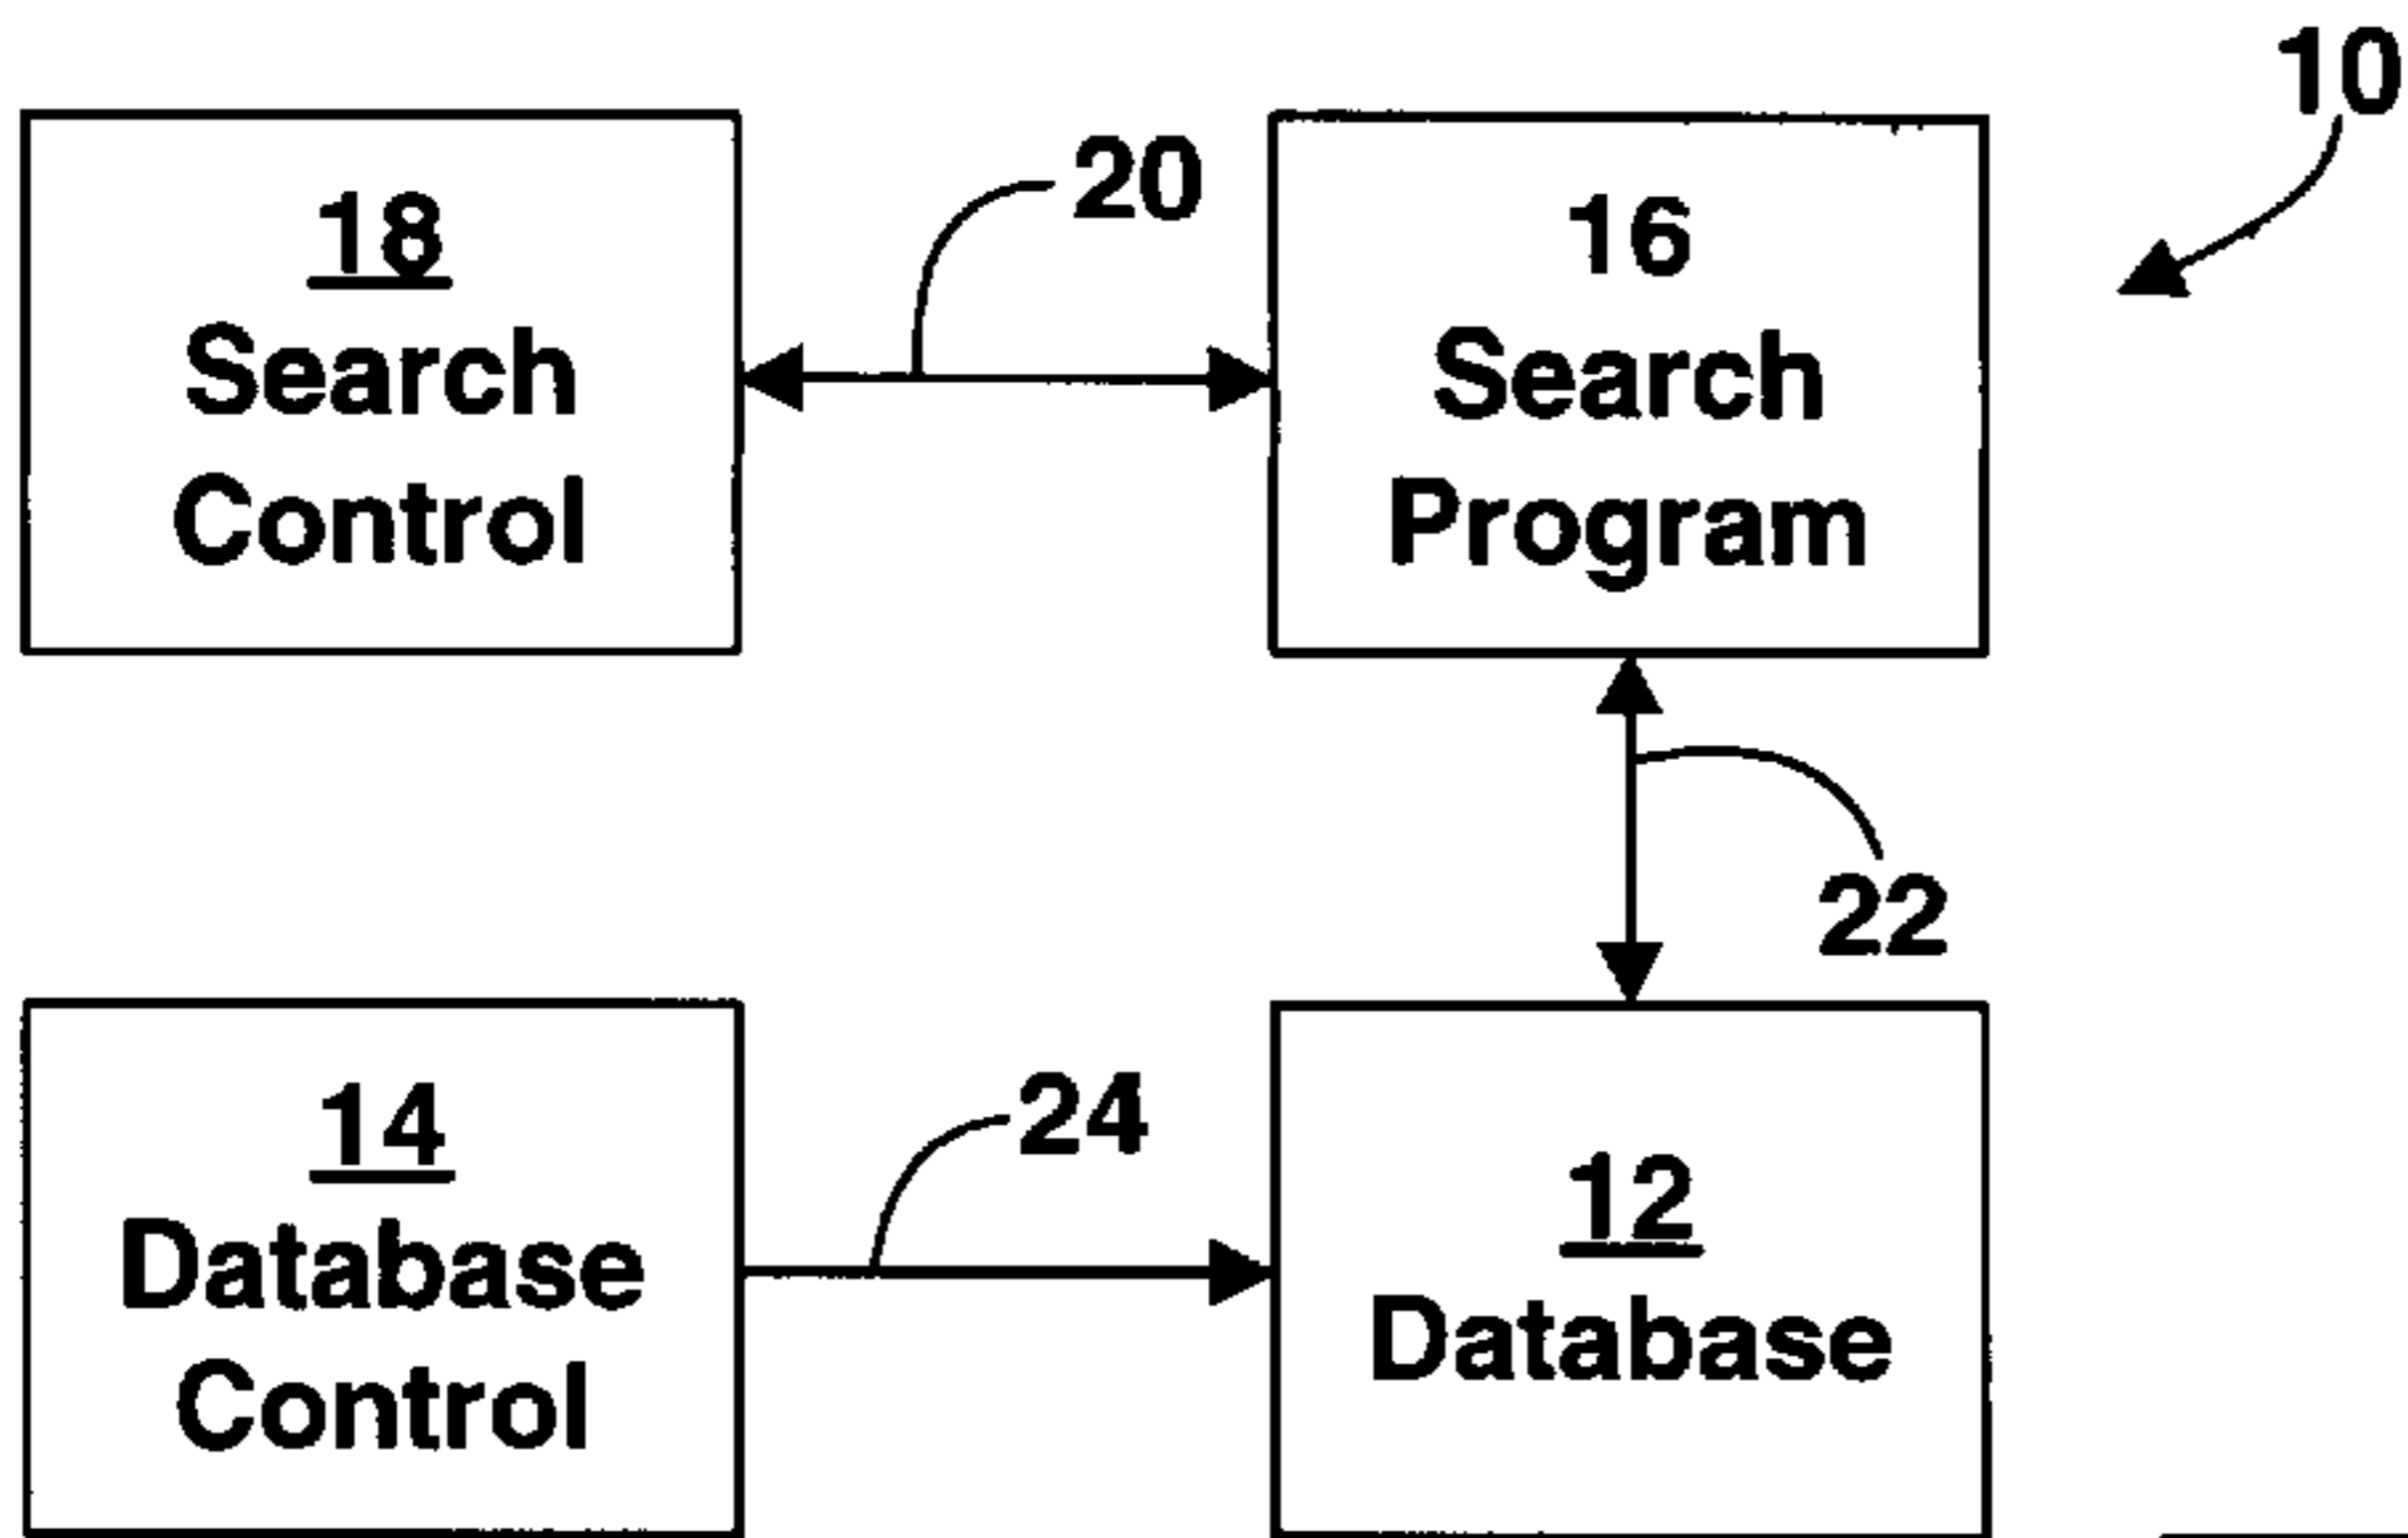 10
20
18
Search
Control
16
Search
Program
22
24
14
Database
Control
12
Database